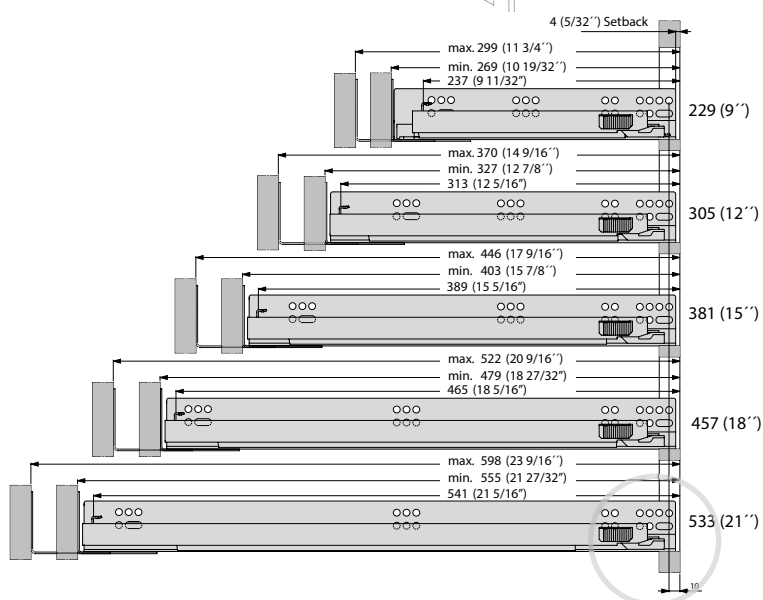 4 (5/32´´) Setback
max. 299 (11 3/4´´)
min. 269 (10 19/32˝)
237 (9 11/32˝)
229 (9´´)
max. 370 (14 9/16´´)
min. 327 (12 7/8´´)
313 (12 5/16˝)
305 (12´´)
max. 446 (17 9/16´´)
min. 403 (15 7/8´´)
389 (15 5/16˝)
381 (15´´)
max. 522 (20 9/16´´)
min. 479 (18 27/32˝)
465 (18 5/16˝)
457 (18´´)
max. 598 (23 9/16´´)
min. 555 (21 27/32˝)
541 (21 5/16˝)
533 (21´´)
10